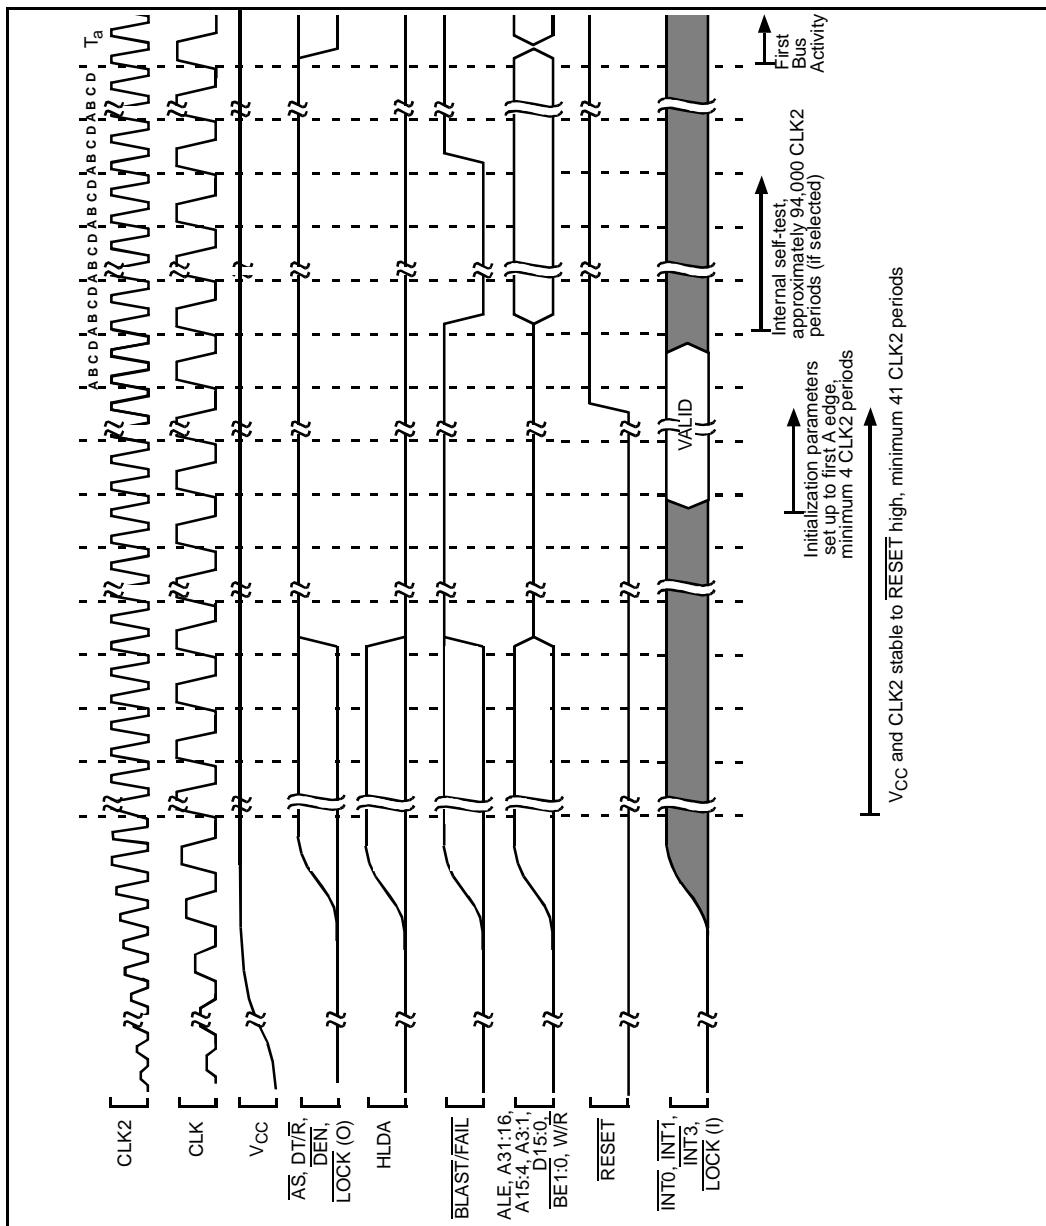 A B C D A B C D A B C D A B C D A B C D A B C D Ta
CLK2
CLK
VCC
AS, DT/R,
DEN,
LOCK (O)
HLDA
BLAST/FAIL
ALE, A31:16,
A15:4, A3:1,
D15:0,
BE1:0, W/R
RESET
INT0, INT1,
INT3,
LOCK (I)
VALID
First
Bus
Activity
Internal self-test,
approximately 94,000 CLK2
periods (if selected)
Initialization parameters
set up to first A edge,
minimum 4 CLK2 periods
VCC and CLK2 stable to RESET high, minimum 41 CLK2 periods